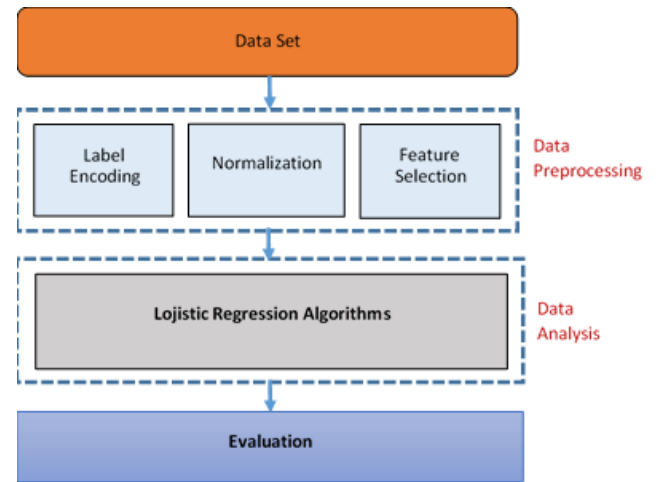 Data Set
Label
Encoding
Normalization
Feature
Selection
Data
Preprocessing
Lojistic Regression Algorithms
Data
Analysis
Evaluation